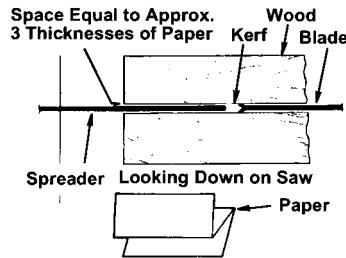 Space Equal to Approx.
3 Thicknesses of Paper
Kerf
Wood
Blade
Spreader
Looking Down on Saw
Paper